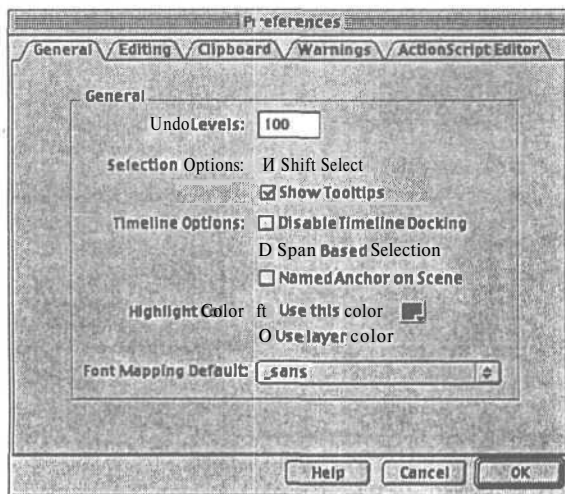 Preferences
General Editing Clipboard Warnings ActionScript Editor
General
UndoLevels: 100
Selection Options: И Shift Select
Show Tooltips
Timeline Options: Disable Timeline Docking
D Span Based Selection
Named Anchor on Scene
Highlight Color ft Use this color
O Use layer color
Font Mapping Default: _sans
Help Cancel OK